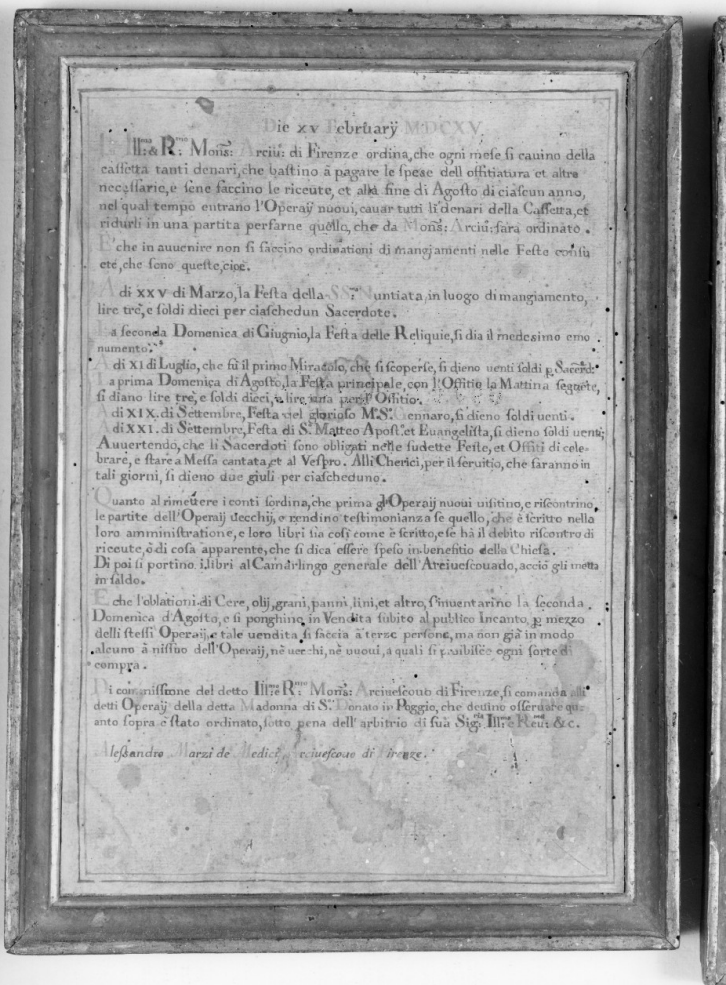 Die XV Februarÿ MDCXV
L'Ill:mo & R:mo Mons: Arciu: di Firenze ordina, che ogni mese si cauino della
cassetta tanti denari, che bastino à pagare le spese dell offitiatura et altre
necessarie, e sene faccino le riceute, et alla fine di Agosto di ciascun anno,
nel qual tempo entrano l'Operaij nuoui, cauar tutti li denari della Cassetta, et
ridurli in una partita per farne quello, che da Mons: Arciu: sarà ordinato.
E che in auuenire non si faccino ordinationi di mangiamenti nelle Feste consu
ete, che sono queste, cioè.
A di XXV di Marzo, la Festa della SS: Nuntiata, in luogo di mangiamento,
lire trè, e soldi dieci per ciaschedun Sacerdote.
La seconda Domenica di Giugnio, la Festa delle Reliquie, si dia il medesimo emo
numento.
A di XI di Luglio, che fù il primo Miracolo, che si scoperse, si dieno uenti soldi p Sacerd:
La prima Domenica di Agosto, la Festa principale, con l'Offitio la Mattina seguete,
si diano lire tre, e soldi dieci, e lire una per l'Offitio.
A di XIX. di Settembre, Festa del glorioso M. S. Gennaro, si dieno soldi uenti.
A di XXI. di Settembre, Festa di S. Matteo Apost. et Euangelista, si dieno soldi uenti;
Auuertendo, che li Sacerdoti sono obligati nelle sudette Feste, et Offiti di cele-
brare, e stare a Messa cantata, et al Vespro. Alli Cherici, per il seruitio, che faranno in
tali giorni, si dieno due giuli per ciascheduno.
Quanto al rimettere i conti s'ordina, che prima gl'Operaij nuoui uisitino, e riscontrino,
le partite dell'Operaij uecchij, e rendino testimonianza se quello, che è scritto nella
loro amministratione, e loro libri sia così come è scritto, e se hà il debito riscontro di
riceute, ò di cosa apparente, che si dica essere speso in benefitio della Chiesa.
Di poi si portino i libri al Camarlingo generale dell'Arciuescouado, acciò gli metta
in saldo.
E che l'oblationi di Cere, olij, grani, panni, lini, et altro, s'inuentarino la seconda
Domenica d'Agosto, e si ponghino in Vendita subito al publico Incanto, p mezzo
delli stessi Operaij, e tale uendita si faccia à terze persone, ma non già in modo
alcuno à nissuno dell'Operaij, nè uecchi, nè nuoui, a quali si proibisce ogni sorte di
compra.
Di commissione del detto Ill:mo e R:mo Mons: Arciuescouo di Firenze, si comanda alli
detti Operaij della detta Madonna di S. Donato in Poggio, che deuino osseruare qu-
anto sopra è stato ordinato, sotto pena dell'arbitrio di sua Sig:ria Ill:ma e Reu:ma &c.
Alessandro Marzi de Medici Arciuescouo di Firenze.